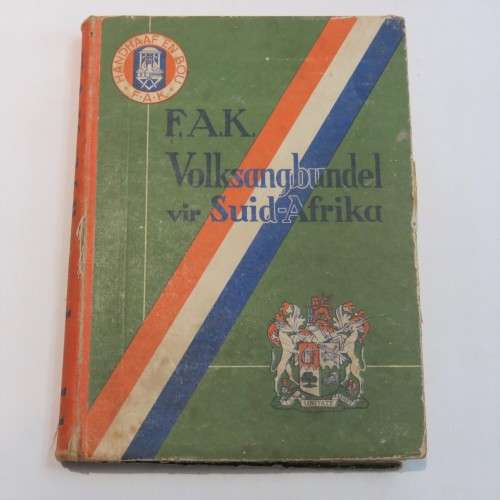 HANDHAAF EN BOU
F·A·K
F.A.K.
Volksangbundel
vir Suid-Afrika